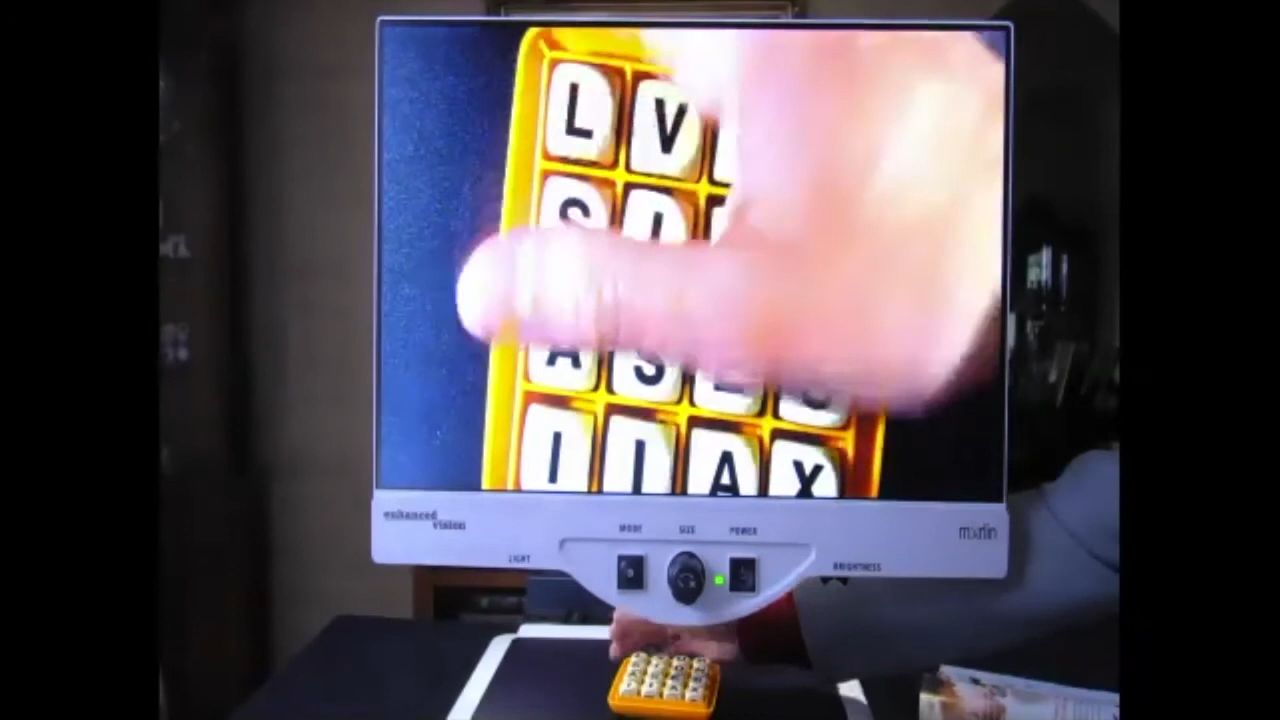 L V
S I
A S E
I I A X
enhanced
vision
merlin
MODE SIZE POWER
LIGHT
BRIGHTNESS